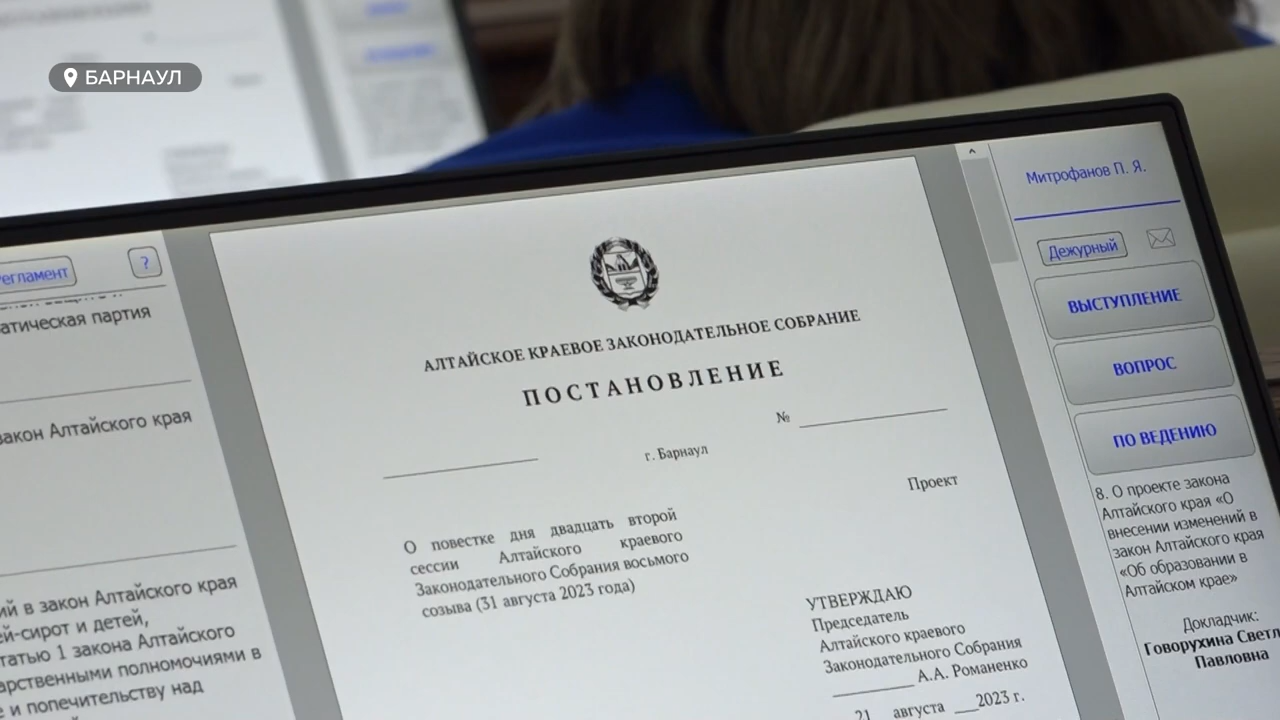 БАРНАУЛ
Регламент
?
атическая партия
закон Алтайского края
ий в закон Алтайского края
ей-сирот и детей,
татью 1 закона Алтайского
арственными полномочиями в
е и попечительству над
АЛТАЙСКОЕ КРАЕВОЕ ЗАКОНОДАТЕЛЬНОЕ СОБРАНИЕ
ПОСТАНОВЛЕНИЕ
№
г. Барнаул
Проект
О повестке дня двадцать второй
сессии Алтайского краевого
Законодательного Собрания восьмого
созыва (31 августа 2023 года)
УТВЕРЖДАЮ
Председатель
Алтайского краевого
Законодательного Собрания
А.А. Романенко
21 августа 2023 г.
Митрофанов П. Я.
Дежурный
ВЫСТУПЛЕНИЕ
ВОПРОС
ПО ВЕДЕНИЮ
8. О проекте закона
Алтайского края «О
внесении изменений в
закон Алтайского края
«Об образовании в
Алтайском крае»
Докладчик:
Говорухина Светл
Павловна